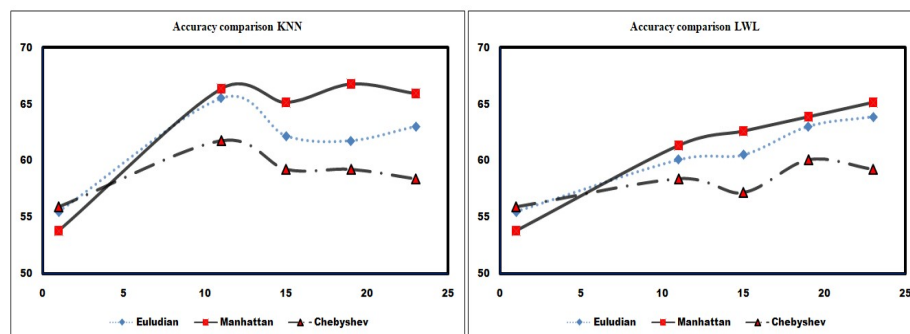 Accuracy comparison KNN
70
65
60
55
50
0 5 10 15 20 25
Euludian Manhattan - Chebyshev
Accuracy comparison LWL
70
65
60
55
50
0 5 10 15 20 25
Euludian Manhattan - Chebyshev